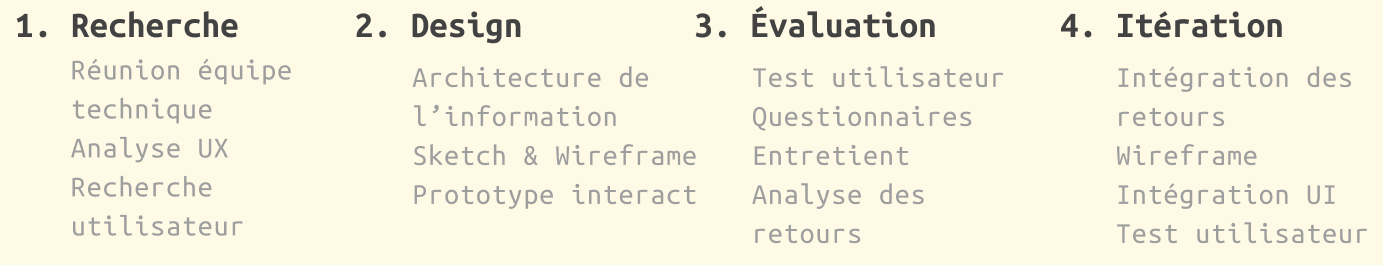 1. Recherche
Réunion équipe
technique
Analyse UX
Recherche
utilisateur
2. Design
Architecture de
l’information
Sketch & Wireframe
Prototype interact
3. Évaluation
Test utilisateur
Questionnaires
Entretient
Analyse des
retours
4. Itération
Intégration des
retours
Wireframe
Intégration UI
Test utilisateur